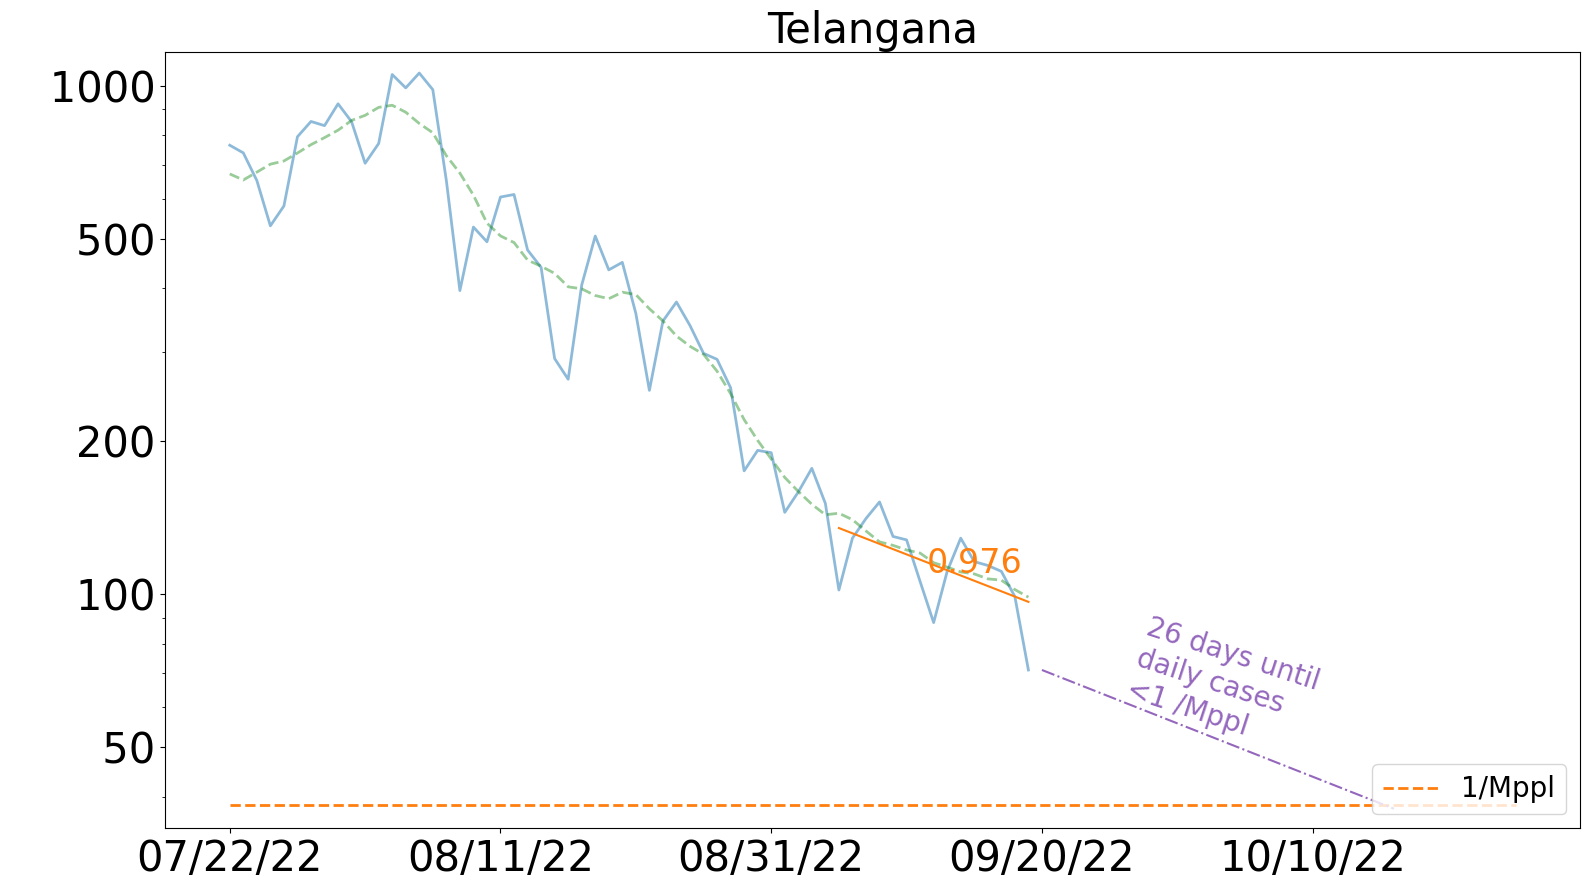 Telangana
1000
500
200
100
50
0.976
26 days until
daily cases
<1 /Mppl
1/Mppl
07/22/22
08/11/22
08/31/22
09/20/22
10/10/22